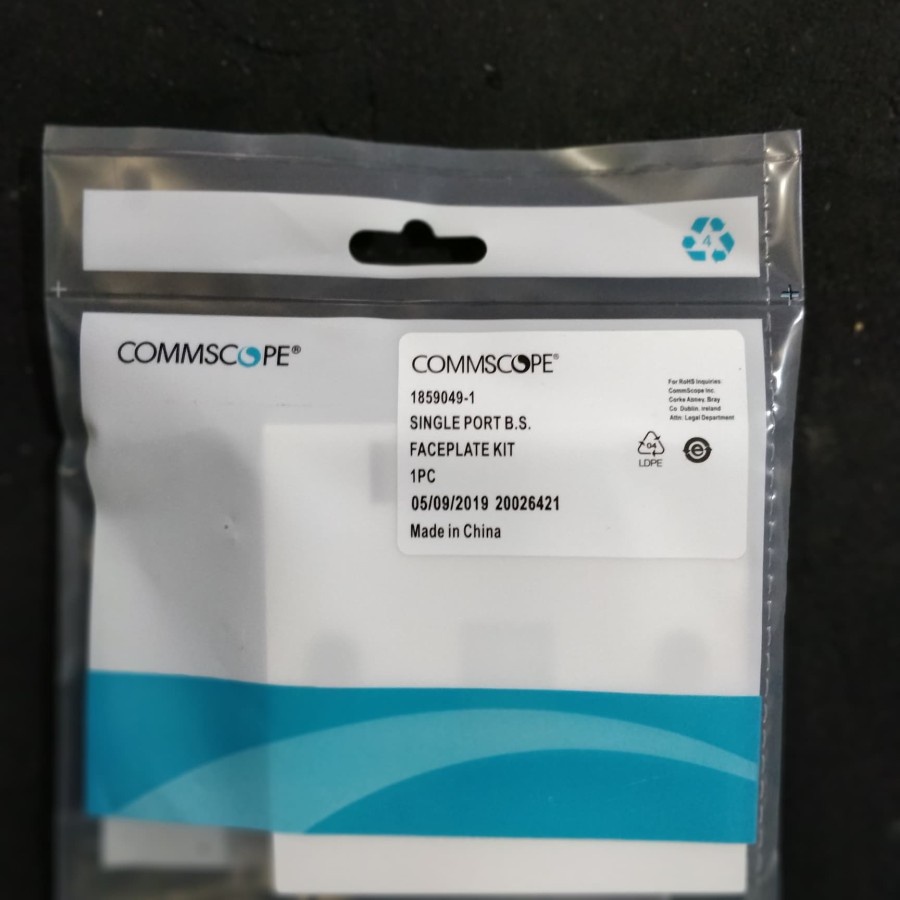 4
COMMSCOPE®
COMMSCOPE®
1859049-1
SINGLE PORT B.S.
FACEPLATE KIT
1PC
05/09/2019 20026421
Made in China
For RoHS Inquiries:
CommScope Inc.
Corke Abney, Bray
Co Dublin, Ireland
Attn: Legal Department
04
LDPE
e